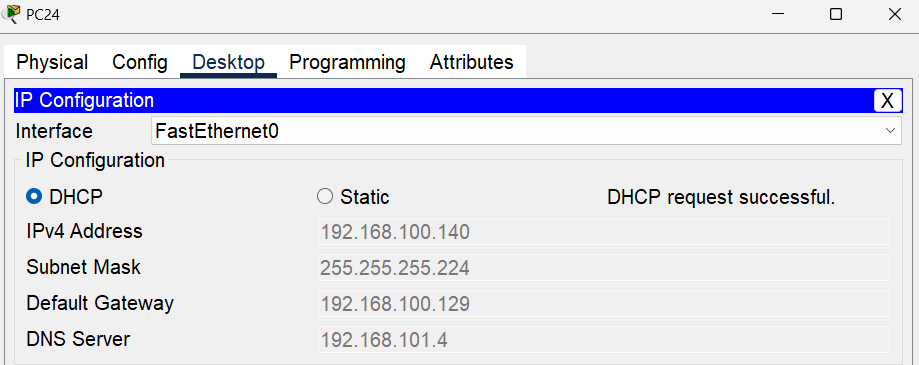 PC24
Physical Config Desktop Programming Attributes
IP Configuration X
Interface FastEthernet0
IP Configuration
DHCP Static DHCP request successful.
IPv4 Address 192.168.100.140
Subnet Mask 255.255.255.224
Default Gateway 192.168.100.129
DNS Server 192.168.101.4